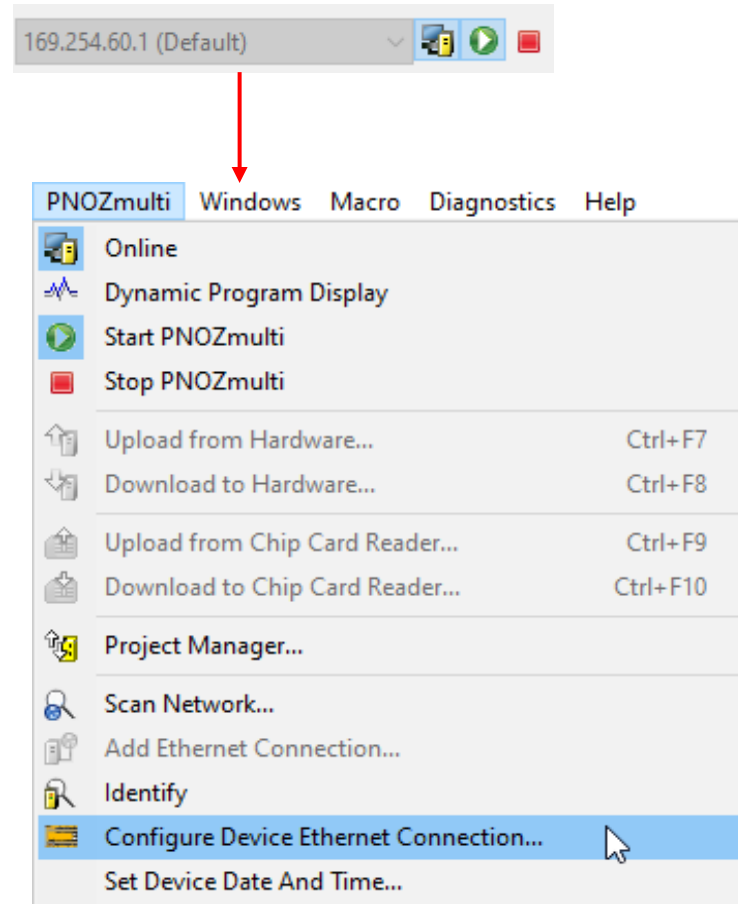 169.254.60.1 (Default)
PNOZmulti Windows Macro Diagnostics Help
Online
Dynamic Program Display
Start PNOZmulti
Stop PNOZmulti
Upload from Hardware... Ctrl+F7
Download to Hardware... Ctrl+F8
Upload from Chip Card Reader... Ctrl+F9
Download to Chip Card Reader... Ctrl+F10
Project Manager...
Scan Network...
Add Ethernet Connection...
Identify
Configure Device Ethernet Connection...
Set Device Date And Time...